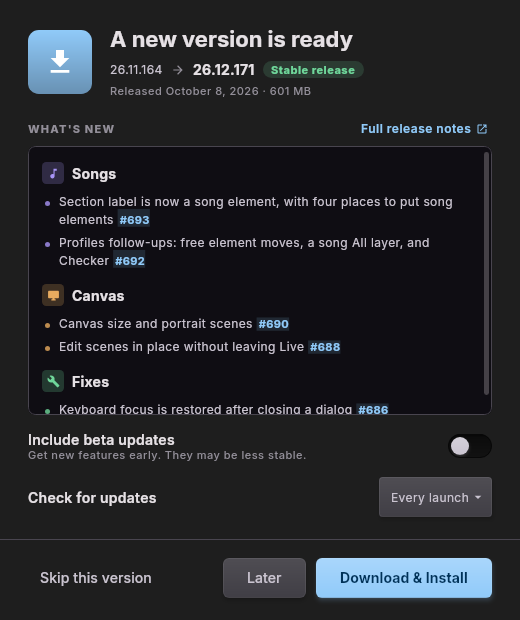 A new version is ready
26.11.164 → 26.12.171 Stable release
Released October 8, 2026 · 601 MB
WHAT'S NEW Full release notes
Songs
• Section label is now a song element, with four places to put song
elements #693
• Profiles follow-ups: free element moves, a song All layer, and
Checker #692
Canvas
• Canvas size and portrait scenes #690
• Edit scenes in place without leaving Live #688
Fixes
• Keyboard focus is restored after closing a dialog #686
Include beta updates
Get new features early. They may be less stable.
Check for updates Every launch
Skip this version Later Download & Install